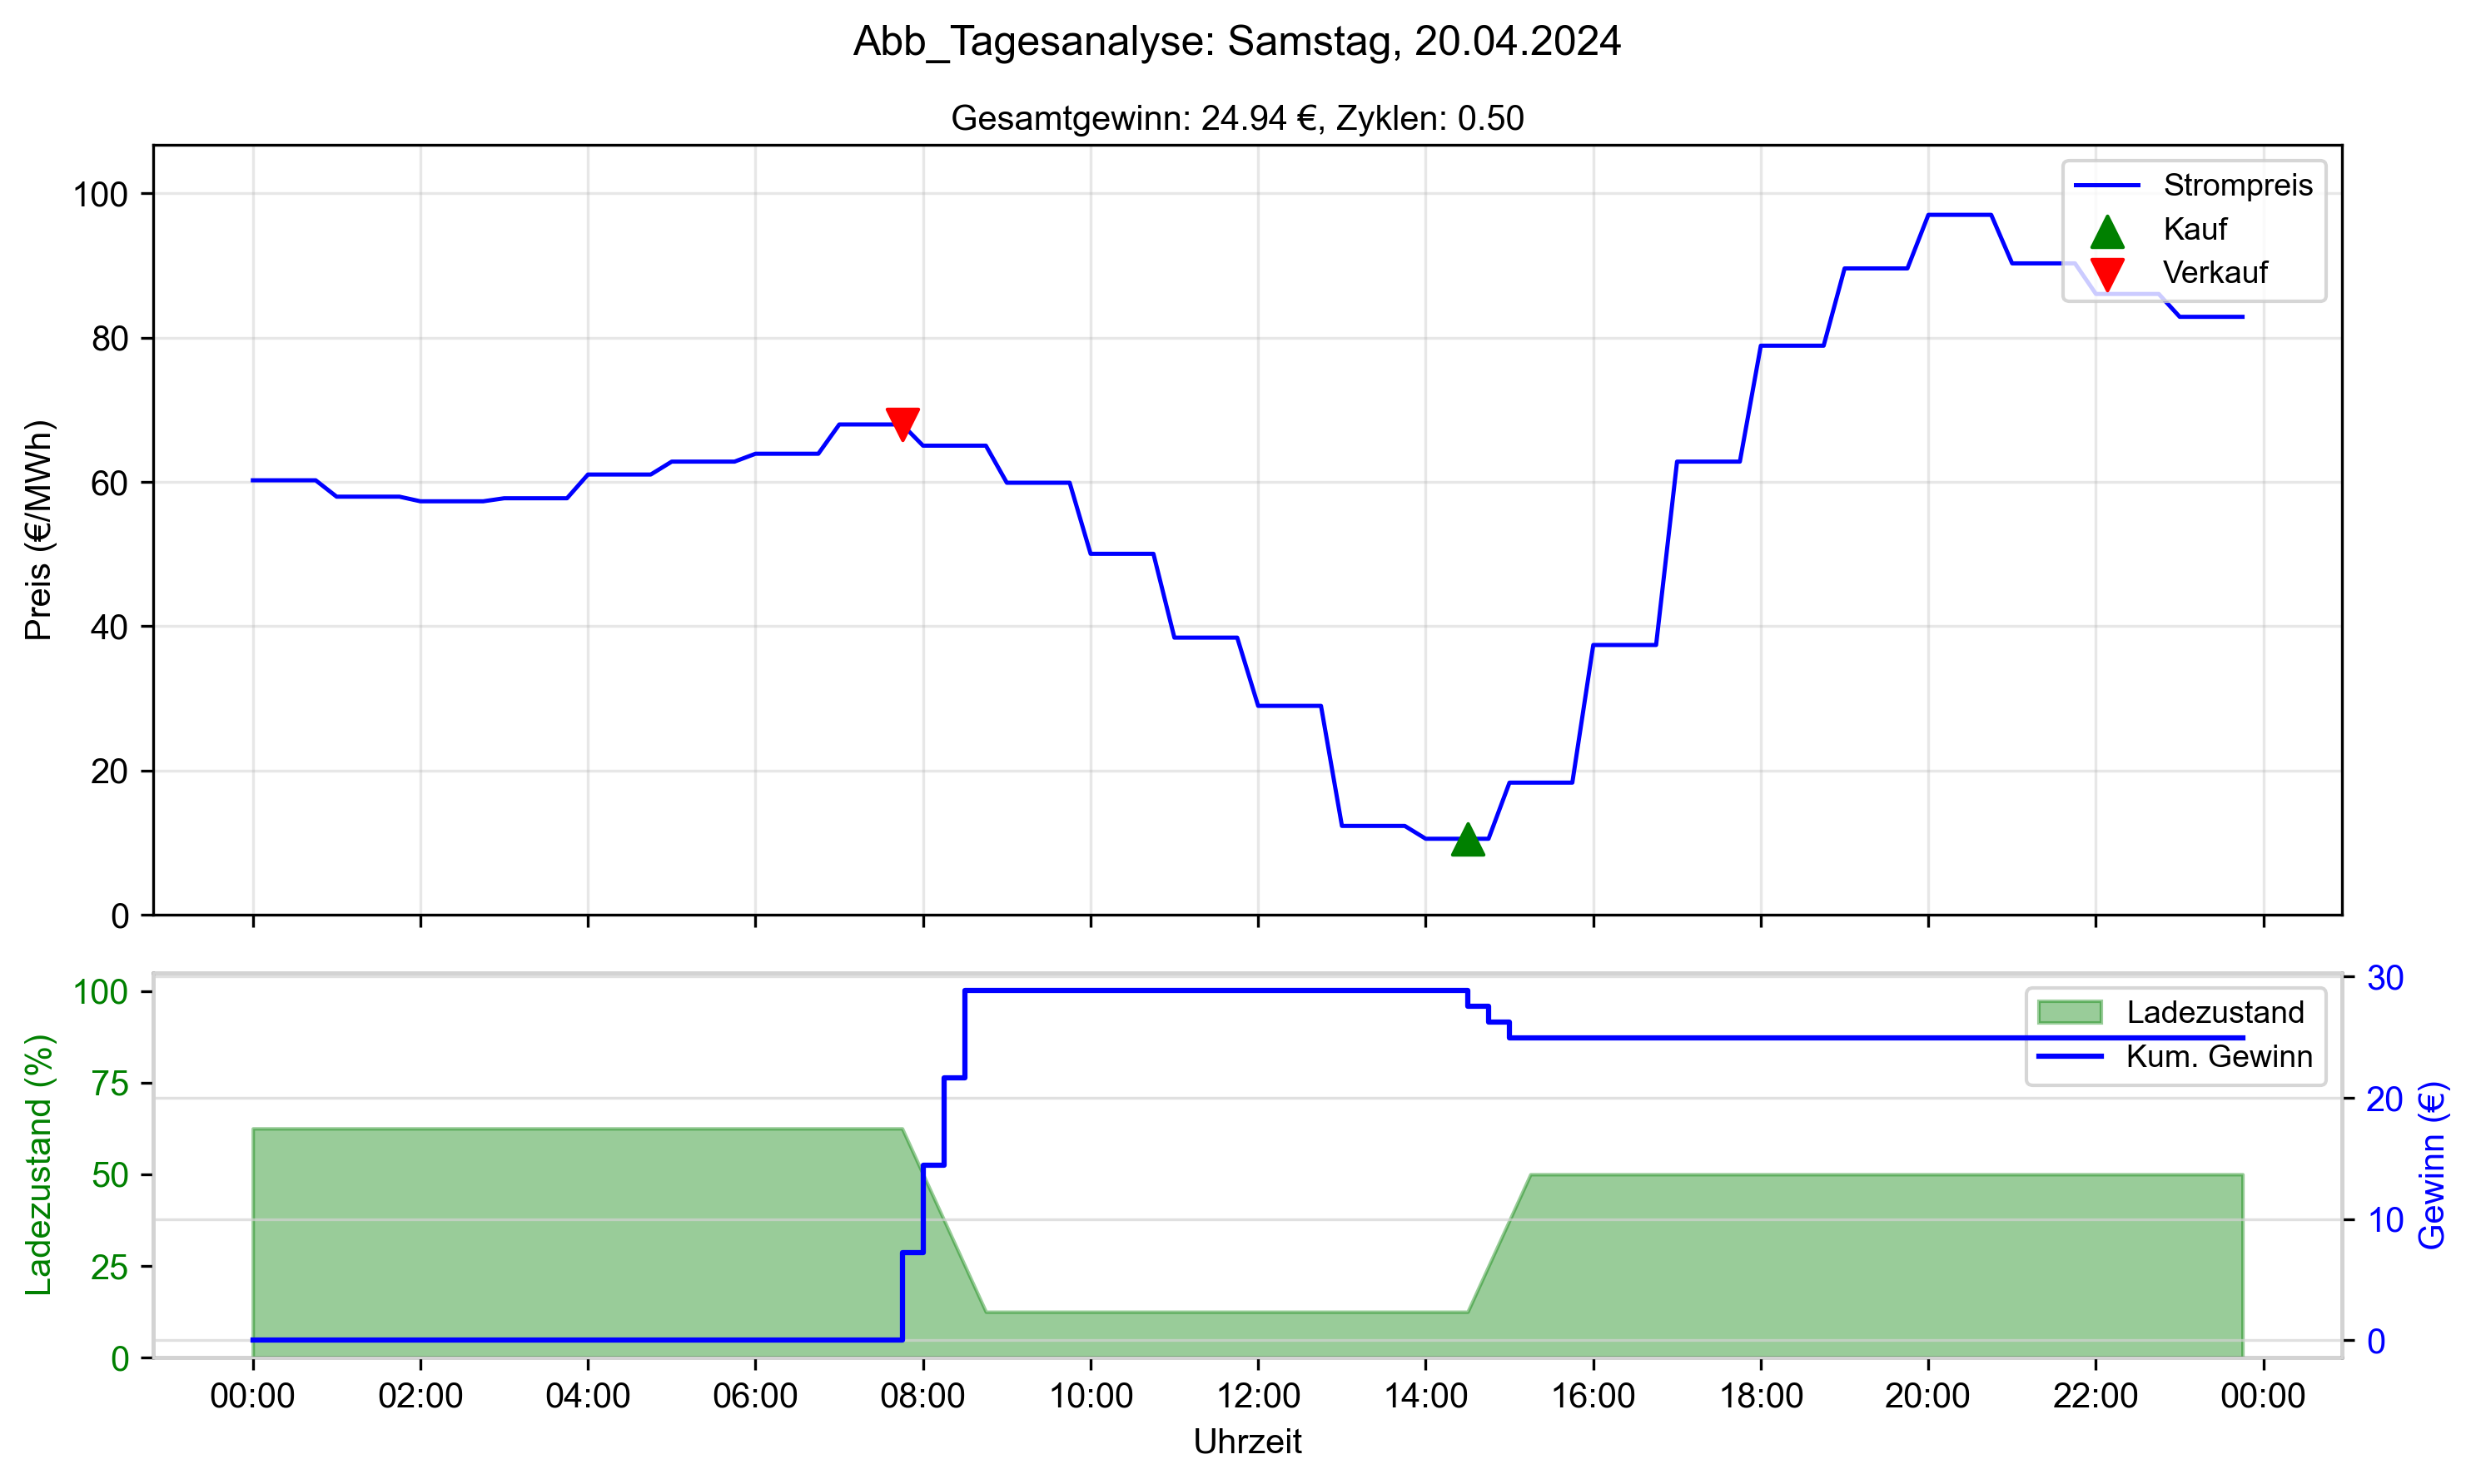 Abb_Tagesanalyse: Samstag, 20.04.2024
Gesamtgewinn: 24.94 €, Zyklen: 0.50
Preis (€/MWh)
100
80
60
40
20
0
Strompreis
Kauf
Verkauf
Ladezustand (%)
100
75
50
25
0
Ladezustand
Kum. Gewinn
30
20
10
0
Gewinn (€)
00:00 02:00 04:00 06:00 08:00 10:00 12:00 14:00 16:00 18:00 20:00 22:00 00:00
Uhrzeit